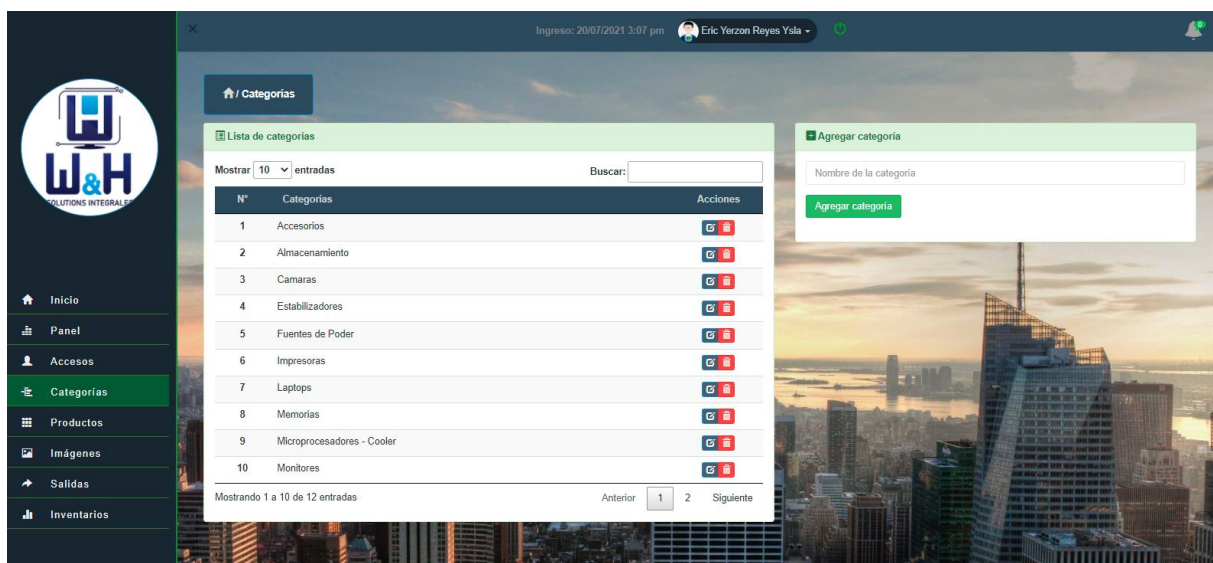 Ingreso: 20/07/2021 3:07 pm Eric Yerzon Reyes Ysla
0
W&H
SOLUTIONS INTEGRALES
Inicio
Panel
Accesos
Categorías
Productos
Imágenes
Salidas
Inventarios
/ Categorias
Lista de categorias
Mostrar 10 entradas Buscar:
N° Categorias Acciones
1 Accesorios
2 Almacenamiento
3 Camaras
4 Estabilizadores
5 Fuentes de Poder
6 Impresoras
7 Laptops
8 Memorias
9 Microprocesadores - Cooler
10 Monitores
Mostrando 1 a 10 de 12 entradas Anterior 1 2 Siguiente
Agregar categoría
Nombre de la categoría
Agregar categoría